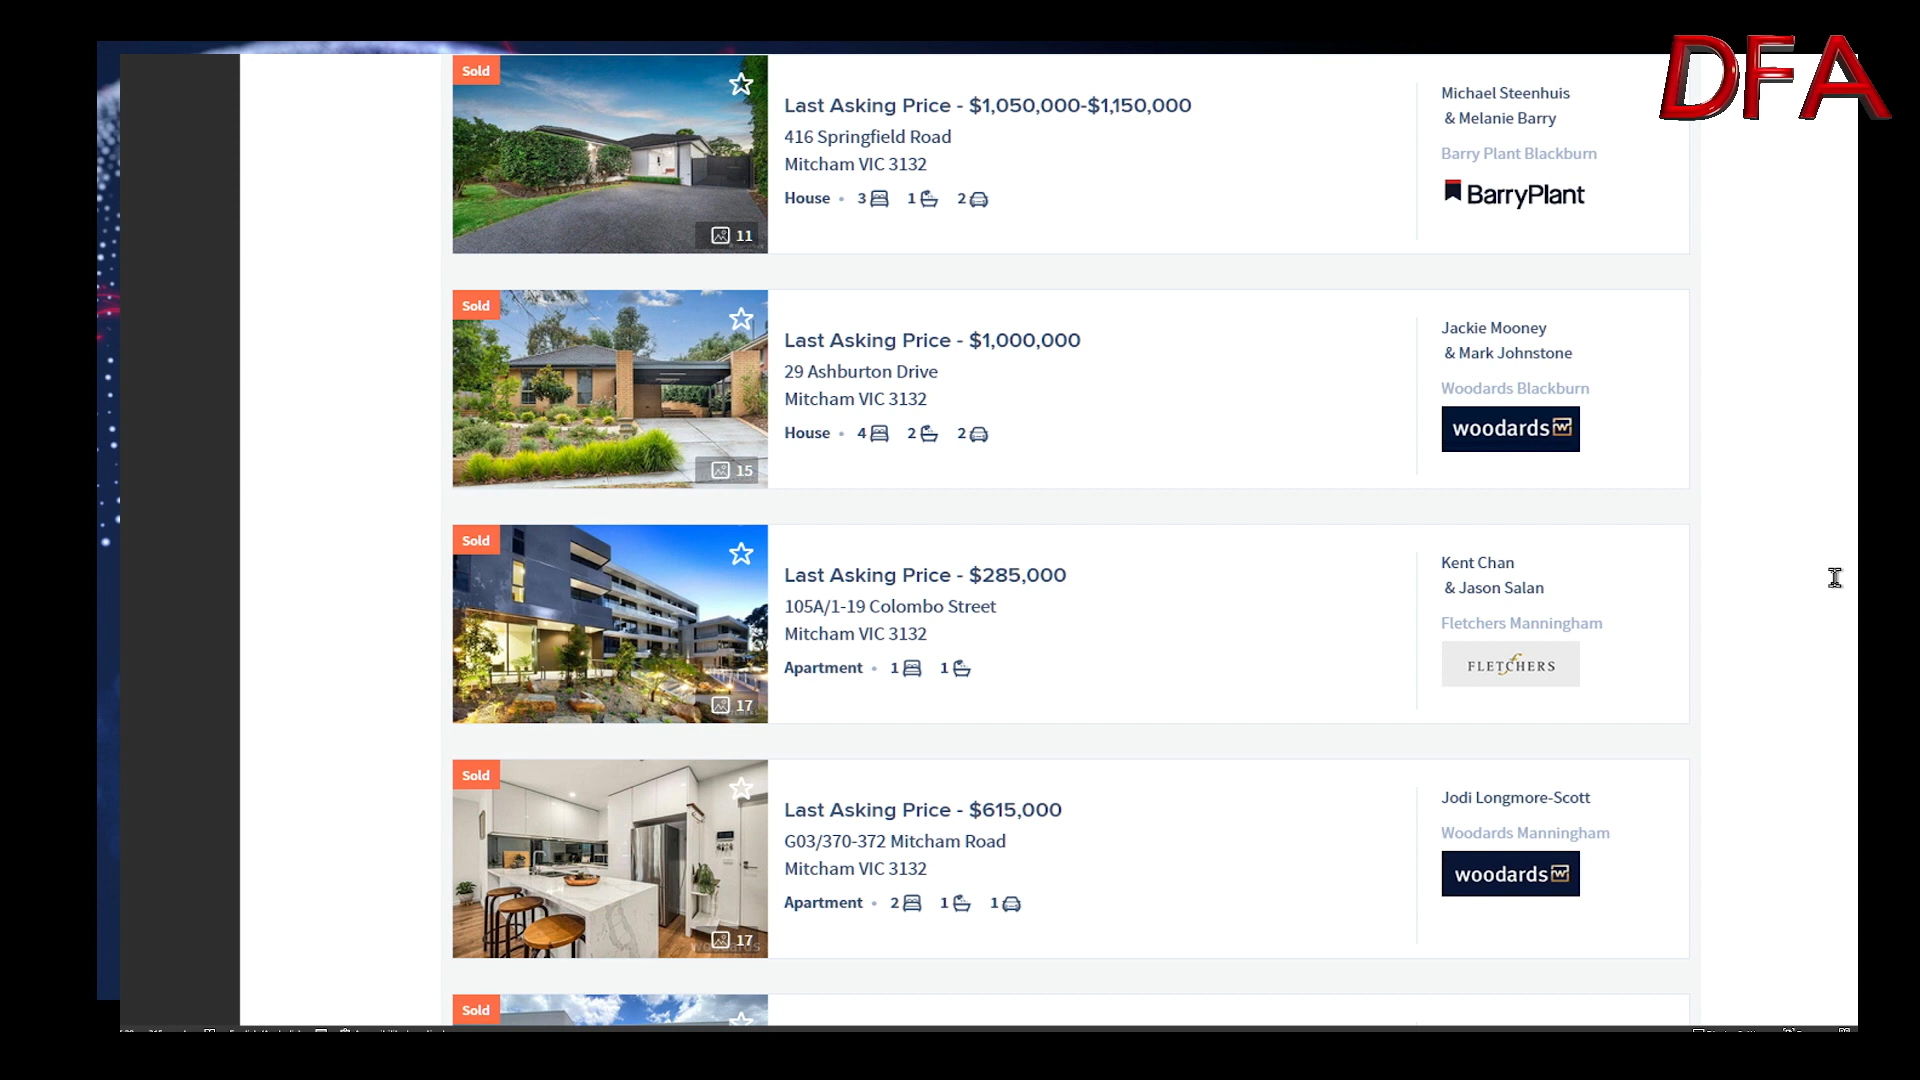 DFA
Sold
Last Asking Price - $1,050,000-$1,150,000
416 Springfield Road
Mitcham VIC 3132
House • 3 1 2
11
Michael Steenhuis
& Melanie Barry
Barry Plant Blackburn
BarryPlant
Sold
Last Asking Price - $1,000,000
29 Ashburton Drive
Mitcham VIC 3132
House • 4 2 2
15
Jackie Mooney
& Mark Johnstone
Woodards Blackburn
woodards w
Sold
Last Asking Price - $285,000
105A/1-19 Colombo Street
Mitcham VIC 3132
Apartment • 1 1
17
Kent Chan
& Jason Salan
Fletchers Manningham
FLETCHERS
Sold
Last Asking Price - $615,000
G03/370-372 Mitcham Road
Mitcham VIC 3132
Apartment • 2 1 1
17
woodards
Jodi Longmore-Scott
Woodards Manningham
woodards w
Sold